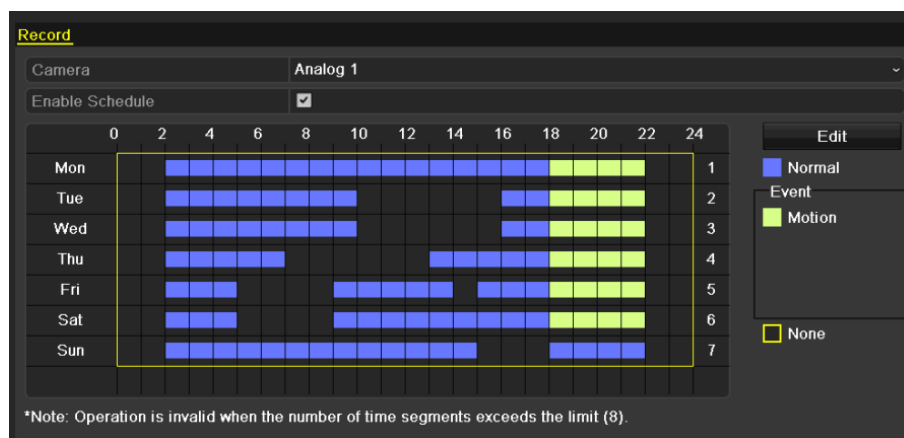 Record
Camera Analog 1
Enable Schedule
0 2 4 6 8 10 12 14 16 18 20 22 24 Edit
Mon 1 Normal
Event
Tue 2
Motion
Wed 3
Thu 4
Fri 5
Sat 6
None
Sun 7
*Note: Operation is invalid when the number of time segments exceeds the limit (8).